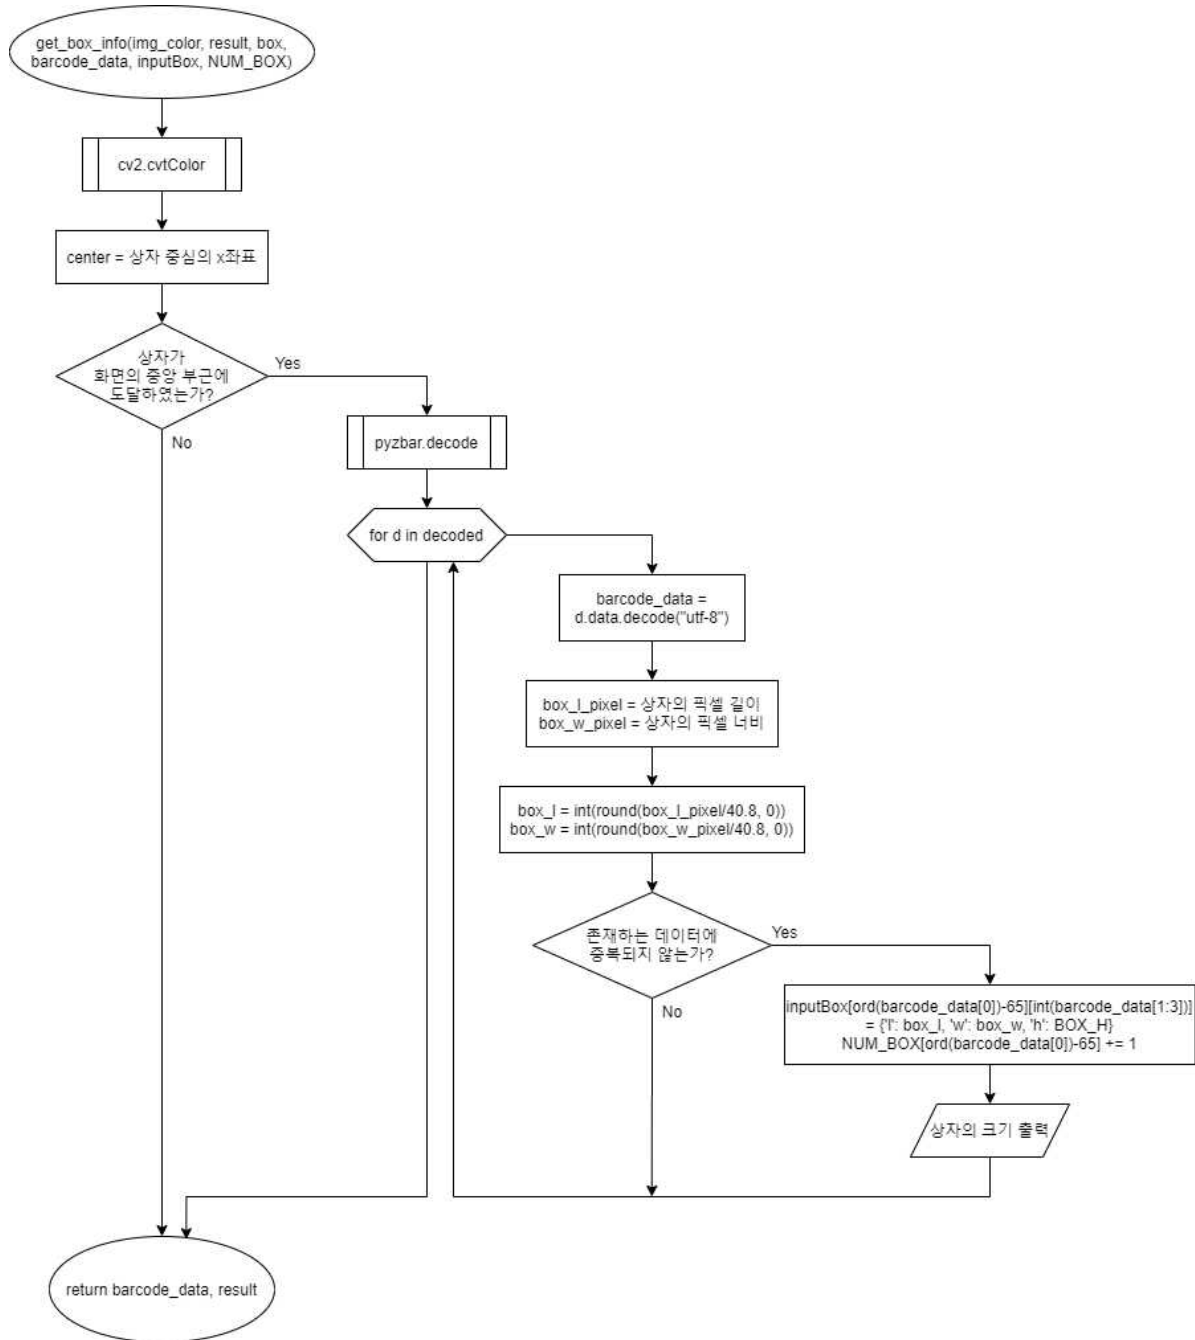 get_box_info(img_color, result, box,
barcode_data, inputBox, NUM_BOX)
cv2.cvtColor
center = 상자 중심의 x좌표
상자가
화면의 중앙 부근에
도달하였는가?
Yes
No
pyzbar.decode
for d in decoded
barcode_data =
d.data.decode("utf-8")
box_l_pixel = 상자의 픽셀 길이
box_w_pixel = 상자의 픽셀 너비
box_l = int(round(box_l_pixel/40.8, 0))
box_w = int(round(box_w_pixel/40.8, 0))
존재하는 데이터에
중복되지 않는가?
Yes
No
inputBox[ord(barcode_data[0])-65][int(barcode_data[1:3])]
= {'l': box_l, 'w': box_w, 'h': BOX_H}
NUM_BOX[ord(barcode_data[0])-65] += 1
상자의 크기 출력
return barcode_data, result